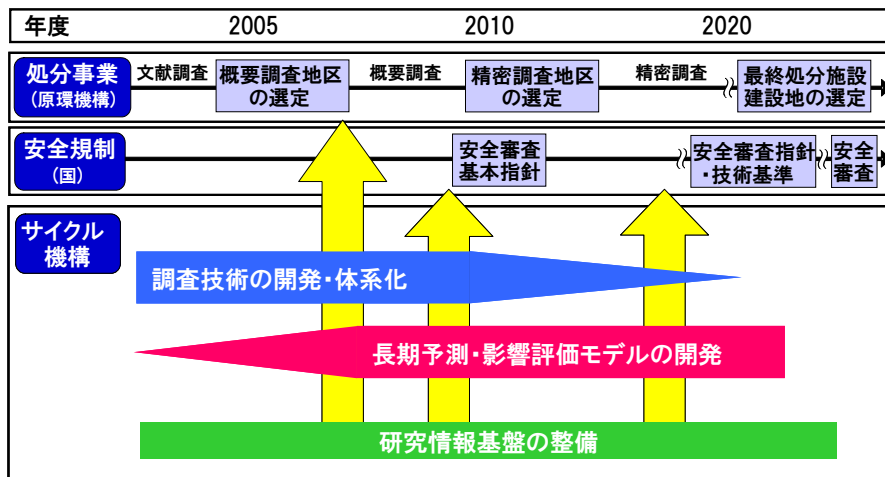 年度 2005 2010 2020
処分事業
(原環機構)
文献調査
概要調査地区
の選定
概要調査
精密調査地区
の選定
精密調査
最終処分施設
建設地の選定
安全規制
(国)
安全審査
基本指針
安全審査指針
・技術基準
安全
審査
サイクル
機構
調査技術の開発・体系化
長期予測・影響評価モデルの開発
研究情報基盤の整備